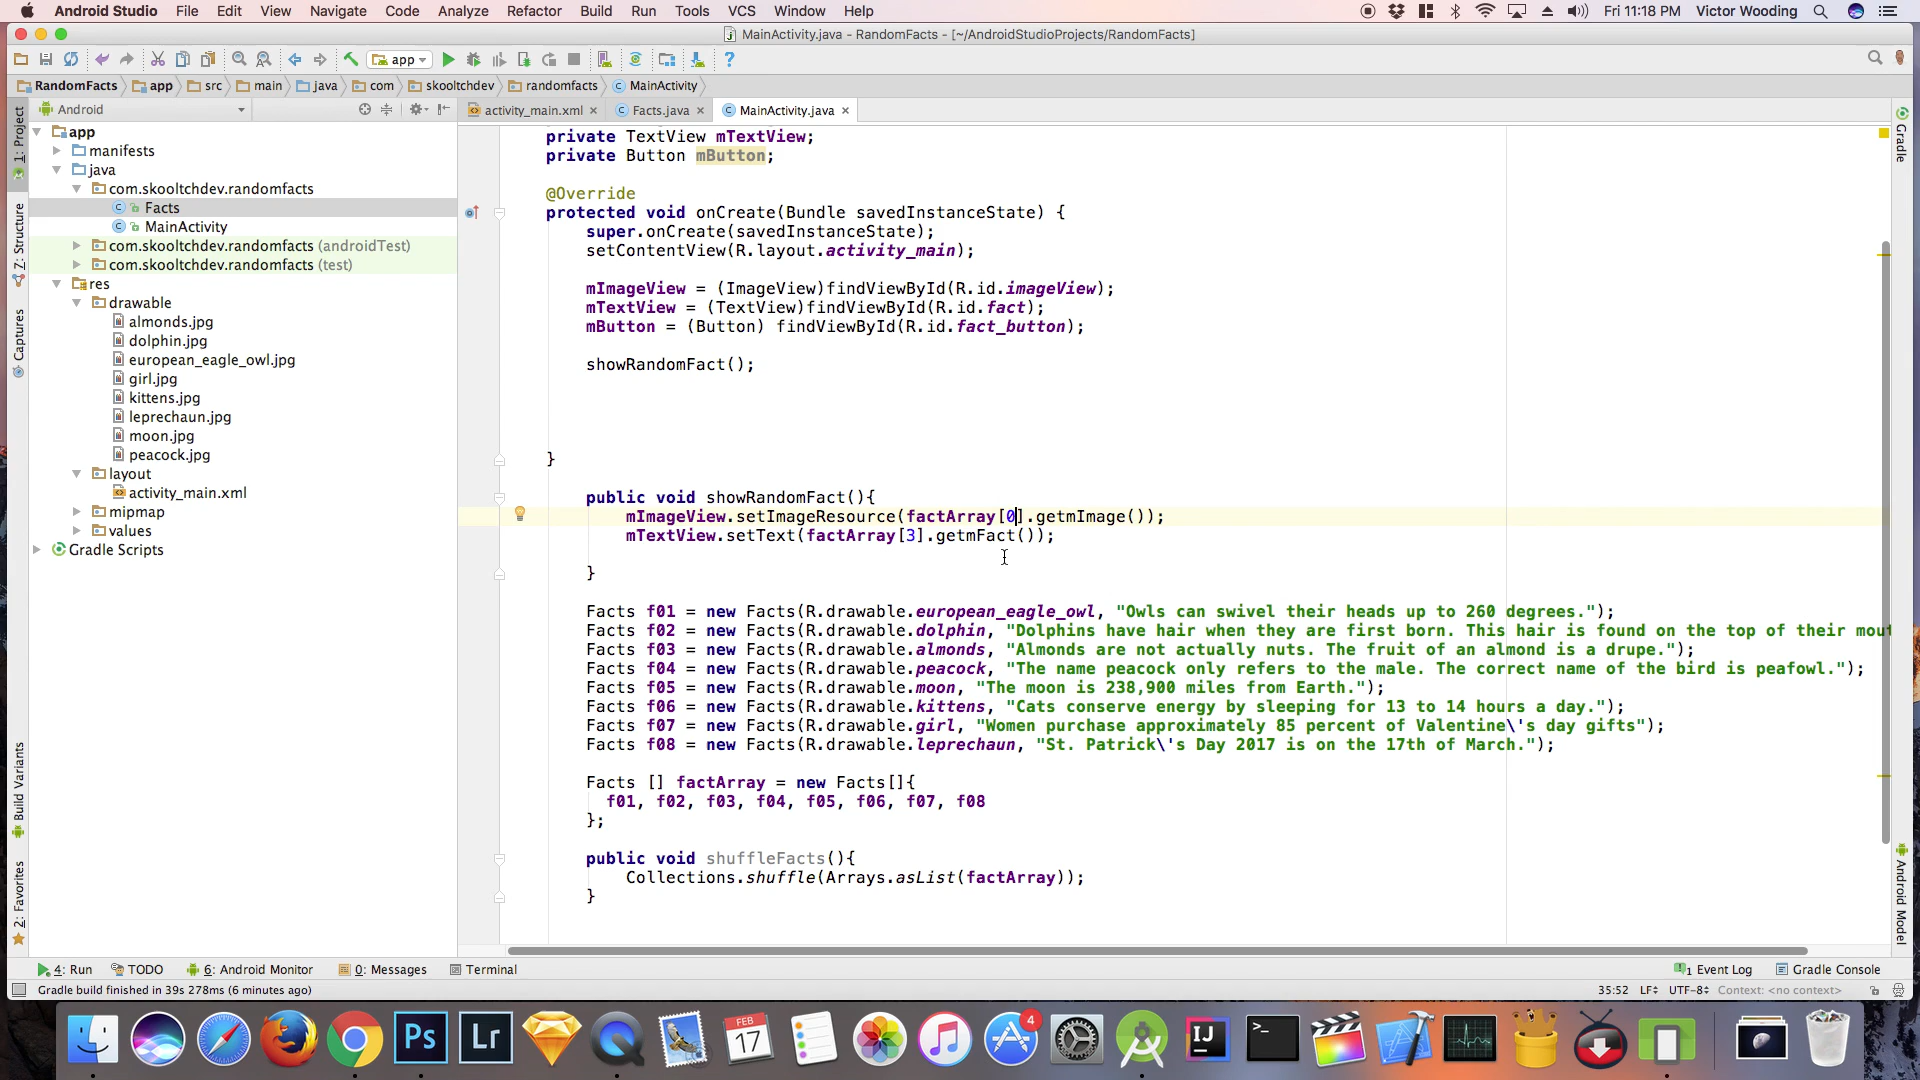 Android Studio File Edit View Navigate Code Analyze Refactor Build Run Tools VCS Window Help Fri 11:18 PM Victor Wooding
MainActivity.java - RandomFacts - [~/AndroidStudioProjects/RandomFacts]
app
RandomFacts app src main java com skooltchdev randomfacts MainActivity
Android
activity_main.xml Facts.java MainActivity.java
1: Project
Z: Structure
Captures
Build Variants
2: Favorites
app
manifests
java
com.skooltchdev.randomfacts
Facts
MainActivity
com.skooltchdev.randomfacts (androidTest)
com.skooltchdev.randomfacts (test)
res
drawable
almonds.jpg
dolphin.jpg
european_eagle_owl.jpg
girl.jpg
kittens.jpg
leprechaun.jpg
moon.jpg
peacock.jpg
layout
activity_main.xml
mipmap
values
Gradle Scripts
private TextView mTextView;
private Button mButton;
@Override
protected void onCreate(Bundle savedInstanceState) {
super.onCreate(savedInstanceState);
setContentView(R.layout.activity_main);
mImageView = (ImageView)findViewById(R.id.imageView);
mTextView = (TextView)findViewById(R.id.fact);
mButton = (Button) findViewById(R.id.fact_button);
showRandomFact();
}
public void showRandomFact(){
mImageView.setImageResource(factArray[0].getmImage());
mTextView.setText(factArray[3].getmFact());
}
Facts f01 = new Facts(R.drawable.european_eagle_owl, "Owls can swivel their heads up to 260 degrees.");
Facts f02 = new Facts(R.drawable.dolphin, "Dolphins have hair when they are first born. This hair is found on the top of their mou
Facts f03 = new Facts(R.drawable.almonds, "Almonds are not actually nuts. The fruit of an almond is a drupe.");
Facts f04 = new Facts(R.drawable.peacock, "The name peacock only refers to the male. The correct name of the bird is peafowl.");
Facts f05 = new Facts(R.drawable.moon, "The moon is 238,900 miles from Earth.");
Facts f06 = new Facts(R.drawable.kittens, "Cats conserve energy by sleeping for 13 to 14 hours a day.");
Facts f07 = new Facts(R.drawable.girl, "Women purchase approximately 85 percent of Valentine\'s day gifts");
Facts f08 = new Facts(R.drawable.leprechaun, "St. Patrick\'s Day 2017 is on the 17th of March.");
Facts [] factArray = new Facts[]{
f01, f02, f03, f04, f05, f06, f07, f08
};
public void shuffleFacts(){
Collections.shuffle(Arrays.asList(factArray));
}
Gradle
Android Model
4: Run TODO 6: Android Monitor 0: Messages Terminal 1 Event Log Gradle Console
Gradle build finished in 39s 278ms (6 minutes ago) 35:52 LF UTF-8 Context: <no context>
Ps Lr FEB 17 4 IJ